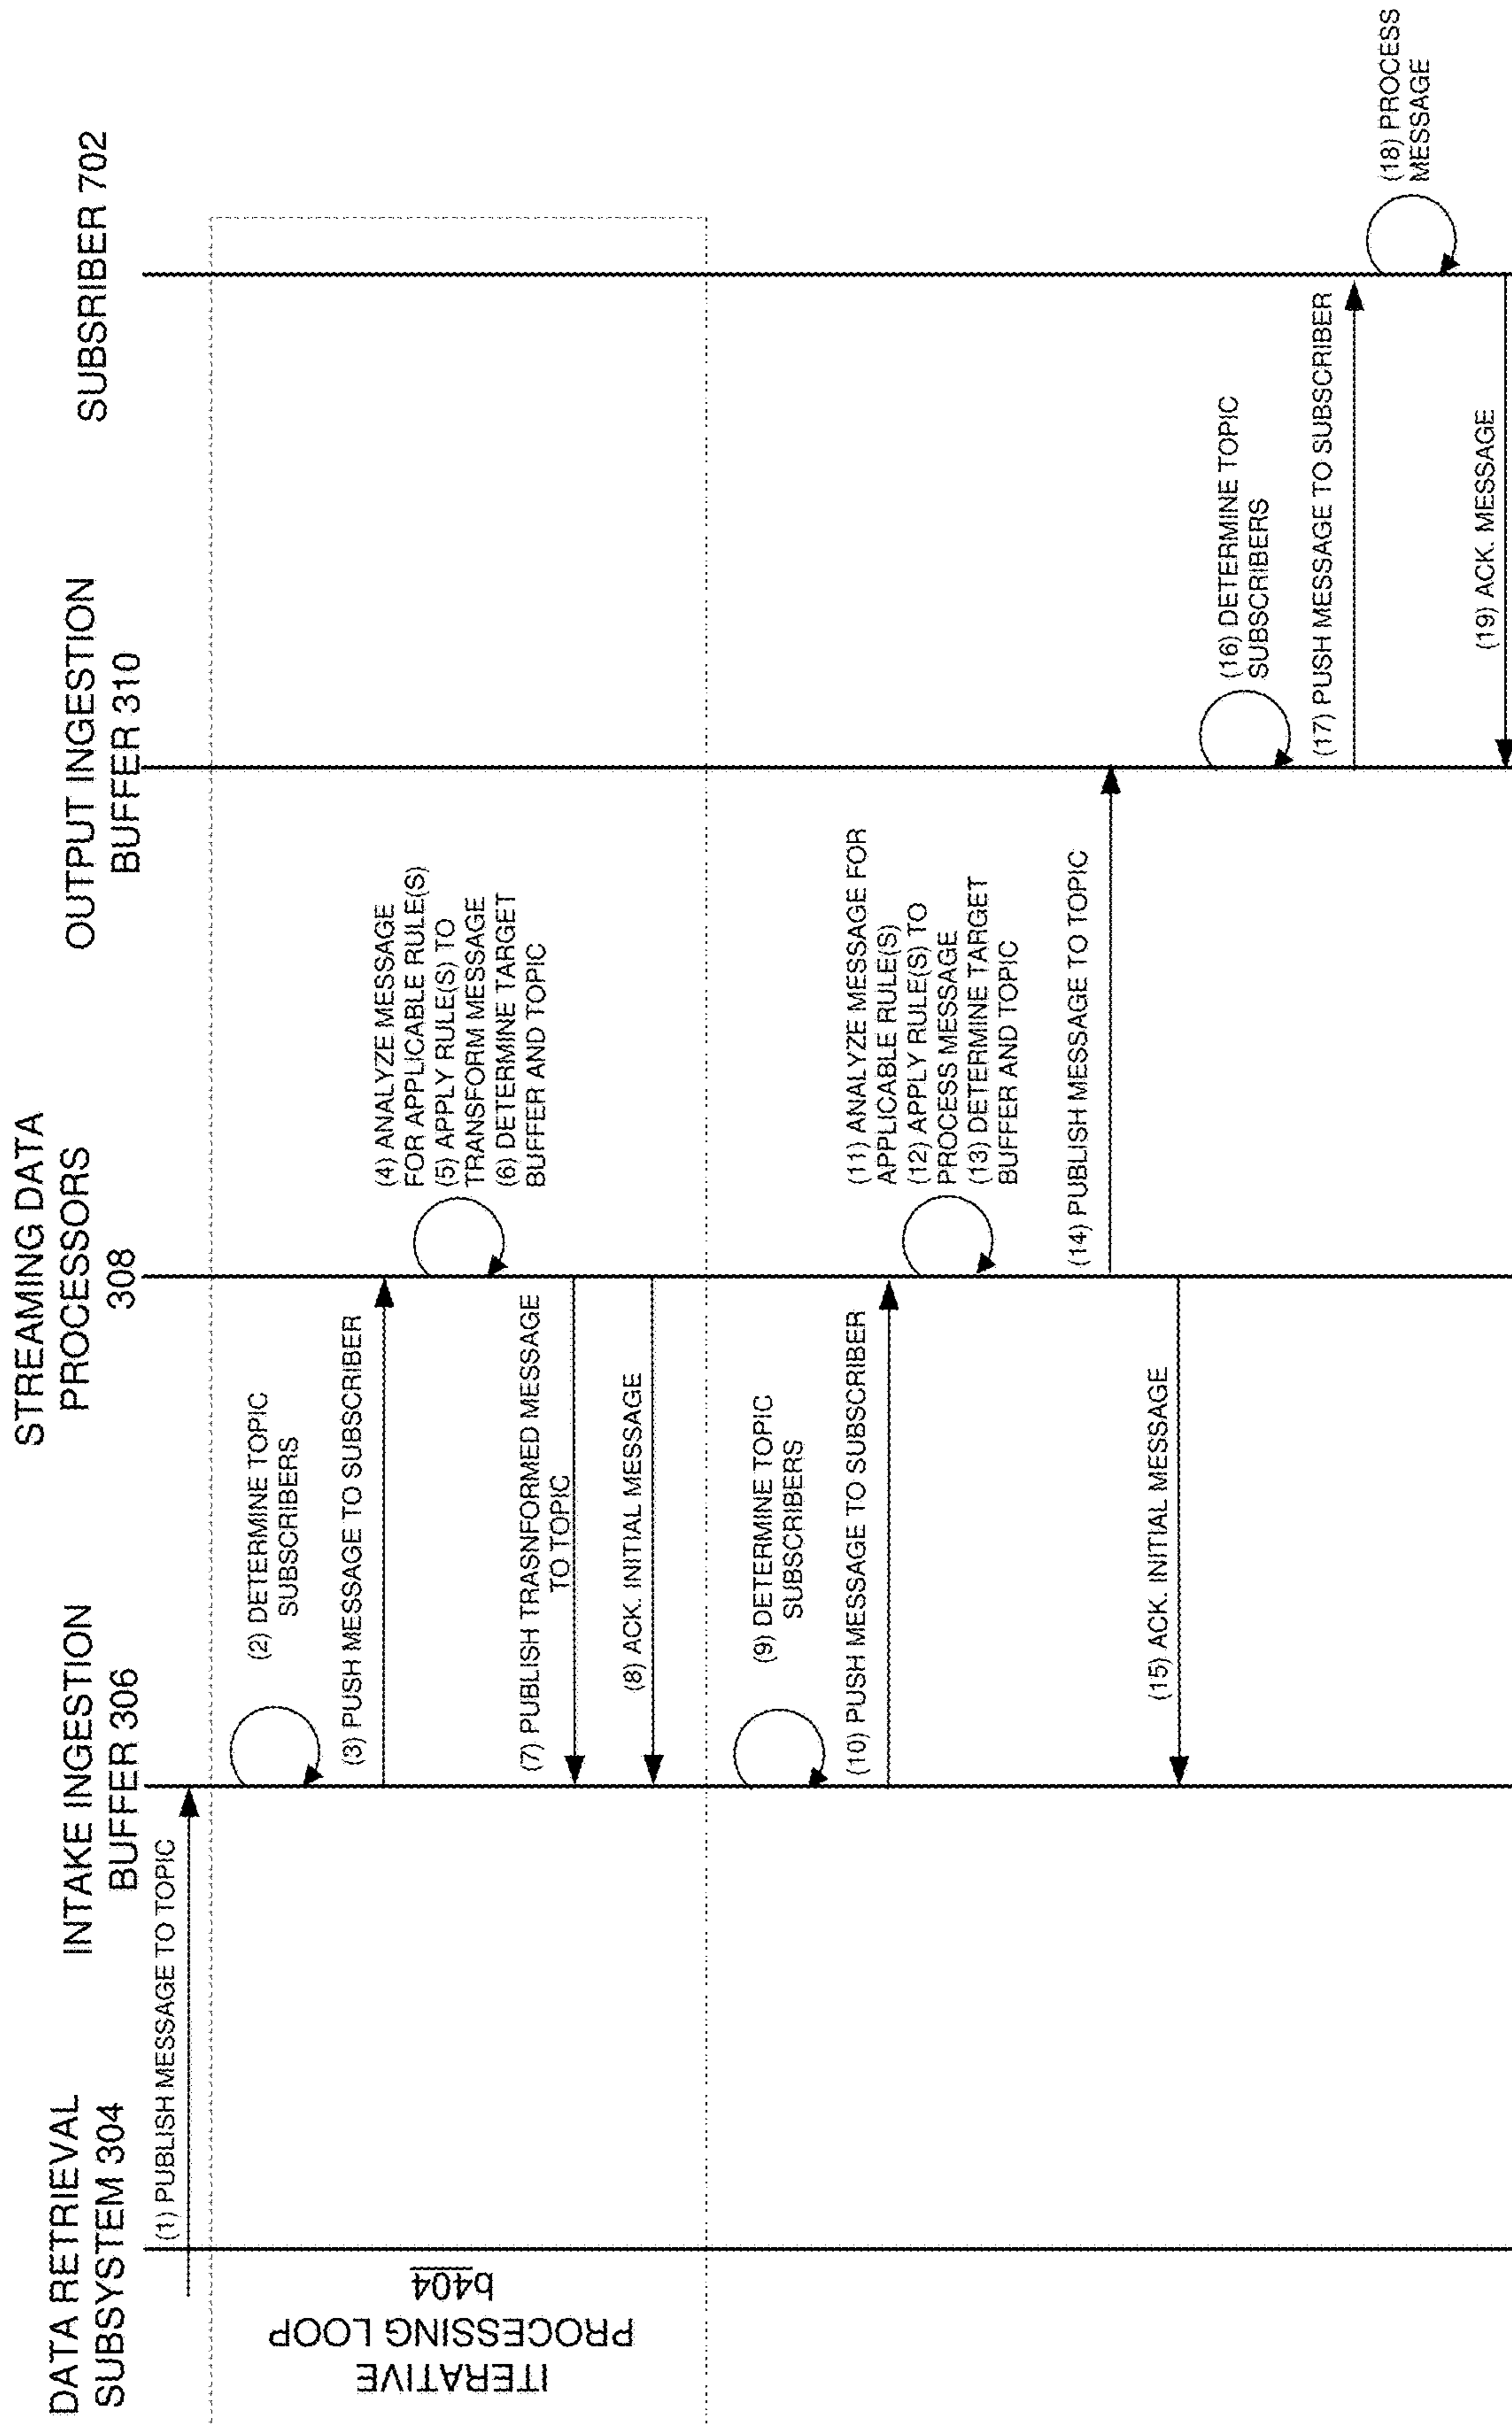 DATA RETRIEVAL
SUBSYSTEM 304
INTAKE INGESTION
BUFFER 306
STREAMING DATA
PROCESSORS
308
OUTPUT INGESTION
BUFFER 310
SUBSRIBER 702
(1) PUBLISH MESSAGE TO TOPIC
ITERATIVE
PROCESSING LOOP
b404
(2) DETERMINE TOPIC
SUBSCRIBERS
(3) PUSH MESSAGE TO SUBSCRIBER
(4) ANALYZE MESSAGE
FOR APPLICABLE RULE(S)
(5) APPLY RULE(S) TO
TRANSFORM MESSAGE
(6) DETERMINE TARGET
BUFFER AND TOPIC
(7) PUBLISH TRASNFORMED MESSAGE
TO TOPIC
(8) ACK. INITIAL MESSAGE
(9) DETERMINE TOPIC
SUBSCRIBERS
(10) PUSH MESSAGE TO SUBSCRIBER
(11) ANALYZE MESSAGE FOR
APPLICABLE RULE(S)
(12) APPLY RULE(S) TO
PROCESS MESSAGE
(13) DETERMINE TARGET
BUFFER AND TOPIC
(14) PUBLISH MESSAGE TO TOPIC
(15) ACK. INITIAL MESSAGE
(16) DETERMINE TOPIC
SUBSCRIBERS
(17) PUSH MESSAGE TO SUBSCRIBER
(18) PROCESS
MESSAGE
(19) ACK. MESSAGE